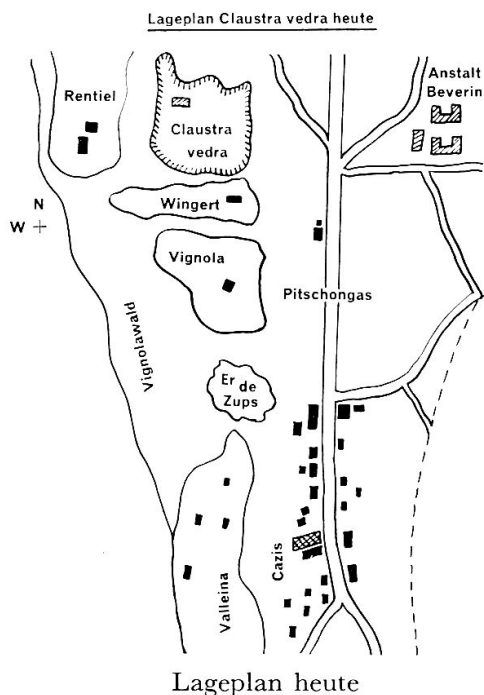 Lageplan Claustra vedra heute
Anstalt
Beverin
Rentiel
Claustra
vedra
N
W
Wingert
Vignola
Pitschongas
Vignolawald
Er de
Zups
Cazis
Valleina
Lageplan heute